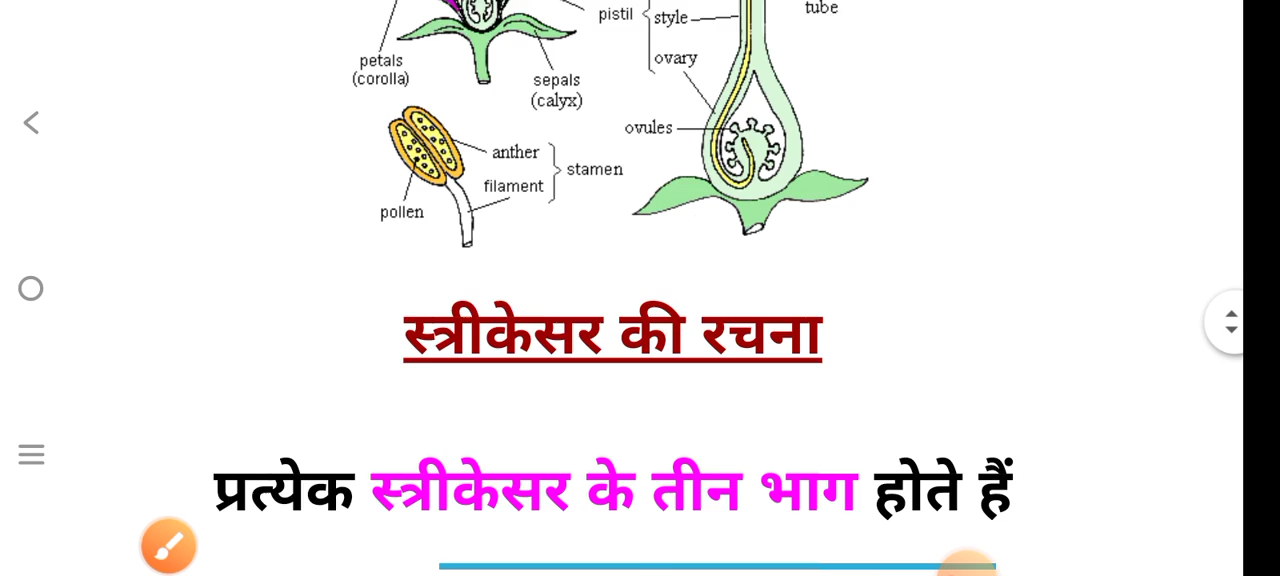 pistil
style
tube
ovary
petals
(corolla)
sepals
(calyx)
ovules
anther
filament
stamen
pollen
स्त्रीकेसर की रचना
प्रत्येक स्त्रीकेसर के तीन भाग होते हैं